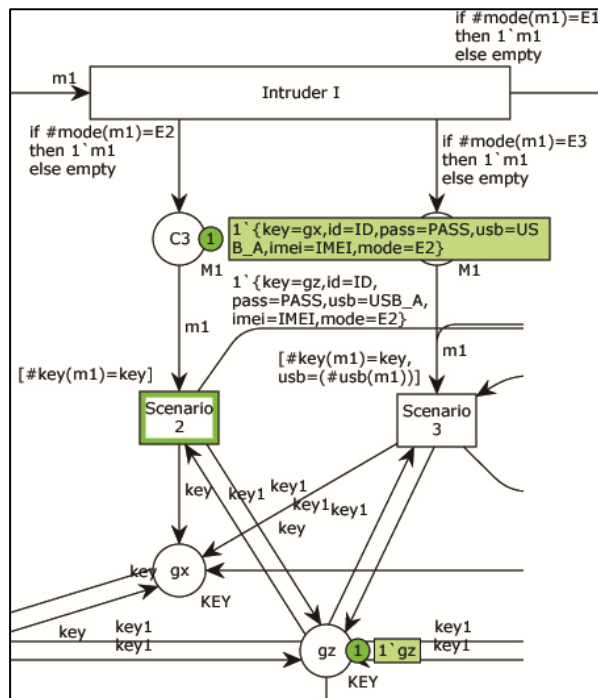 if #mode(m1)=E1
then 1`m1
else empty
m1
Intruder I
if #mode(m1)=E2
then 1`m1
else empty
if #mode(m1)=E3
then 1`m1
else empty
C3
1
1`{key=gx,id=ID,pass=PASS,usb=US
B_A,imei=IMEI,mode=E2}
M1
M1
1`{key=gz,id=ID,
pass=PASS,usb=USB_A,
imei=IMEI,mode=E2}
m1
m1
[#key(m1)=key]
[#key(m1)=key,
usb=(#usb(m1))]
Scenario
2
Scenario
3
key
key1
key1
key1
key1
key
gx
key
KEY
key
key1
key1
gz
1
1`gz
key1
key1
KEY